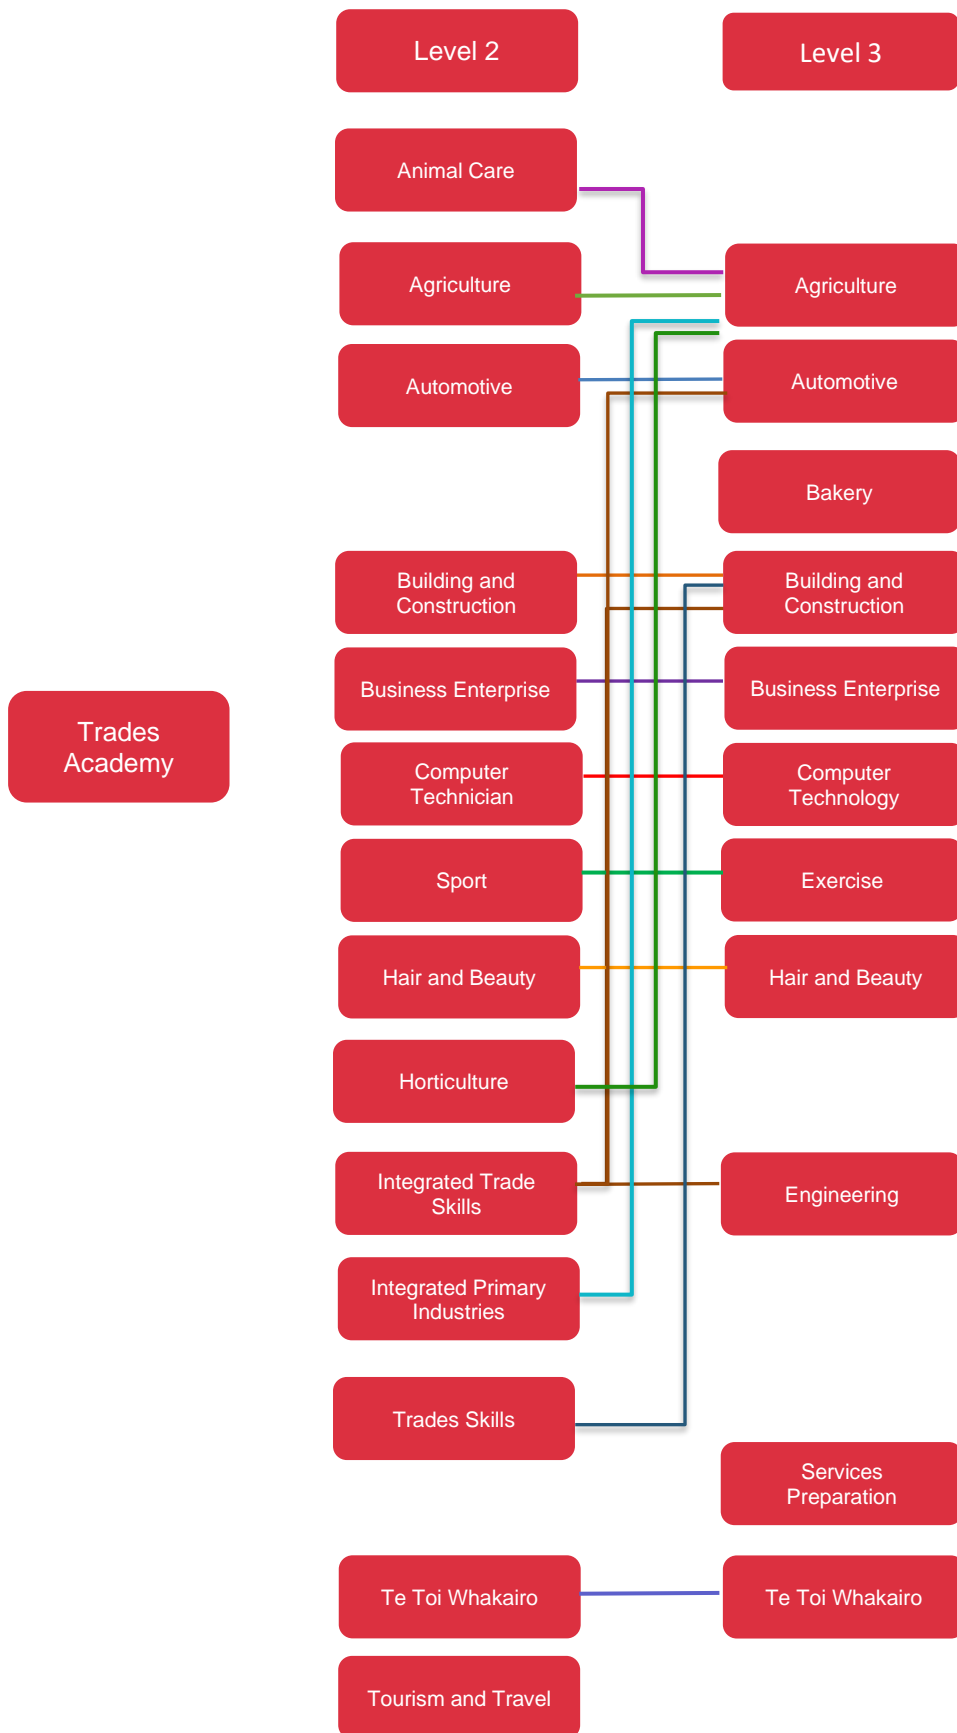 Level 2
Level 3
Animal Care
Agriculture
Agriculture
Automotive
Automotive
Bakery
Building and
Construction
Building and
Construction
Business Enterprise
Business Enterprise
Trades
Academy
Computer
Technician
Computer
Technology
Sport
Exercise
Hair and Beauty
Hair and Beauty
Horticulture
Integrated Trade
Skills
Engineering
Integrated Primary
Industries
Trades Skills
Services
Preparation
Te Toi Whakairo
Te Toi Whakairo
Tourism and Travel